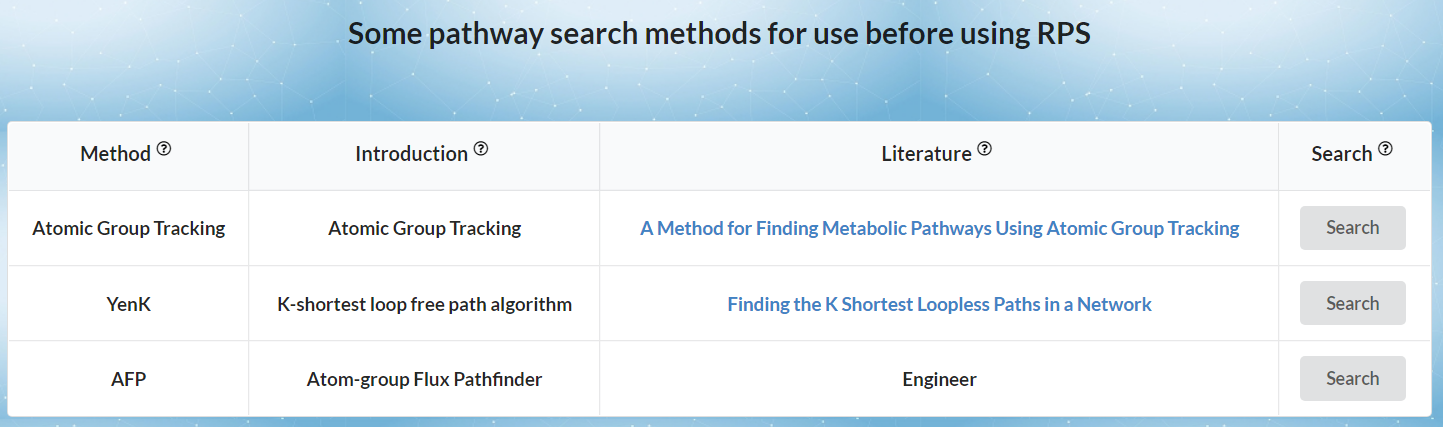 Some pathway search methods for use before using RPS
Method ? Introduction ? Literature ? Search ?
Atomic Group Tracking Atomic Group Tracking A Method for Finding Metabolic Pathways Using Atomic Group Tracking Search
YenK K-shortest loop free path algorithm Finding the K Shortest Loopless Paths in a Network Search
AFP Atom-group Flux Pathfinder Engineer Search